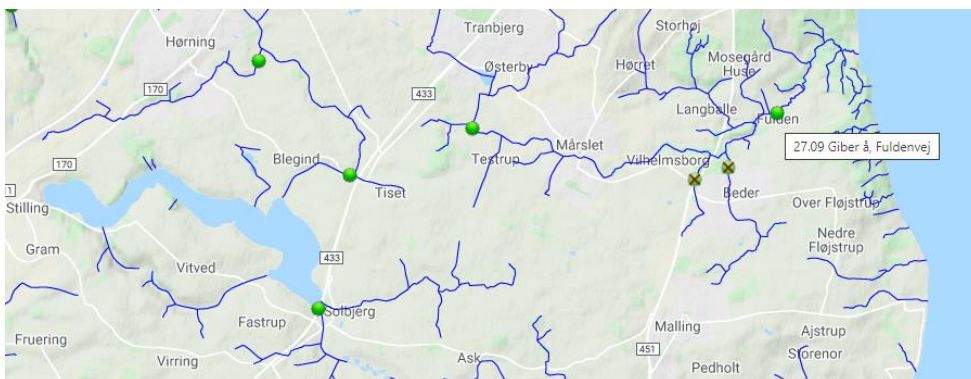 Tranbjerg
Storhøj
Hørning
Østerby
Hørret
Mosegård
Huse
170
433
Langballe
Fulden
27.09 Giber å, Fuldenvej
Mårslet
Testrup
Vilhelmsborg
Blegind
170
Tiset
Beder
Over Fløjstrup
Stilling
Gram
Nedre
Fløjstrup
433
Vitved
Solbjerg
Fastrup
Malling
Fruering
Ajstrup
451
Storenor
Virring
Ask
Pedholt